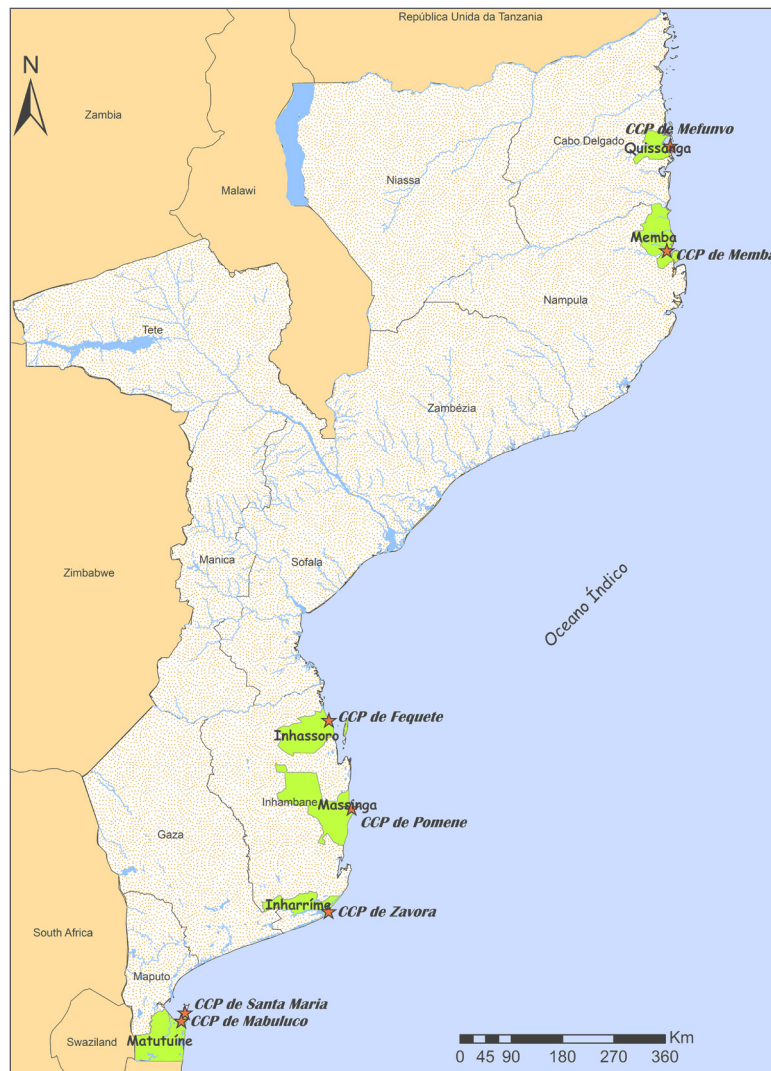 República Unida da Tanzania
N
Zambia
CCP de Mefunvo
Cabo Delgado
Quissanga
Niassa
Malawi
Memba
CCP de Memba
Nampula
Tete
Zambézia
Manica
Sofala
Zimbabwe
Oceano Índico
CCP de Fequete
Inhassoro
Inhambane
Massinga
CCP de Pomene
Gaza
Inharríme
CCP de Zavora
South Africa
Maputo
CCP de Santa Maria
CCP de Mabuluco
Matutuíne
Swaziland
Km
0 45 90 180 270 360